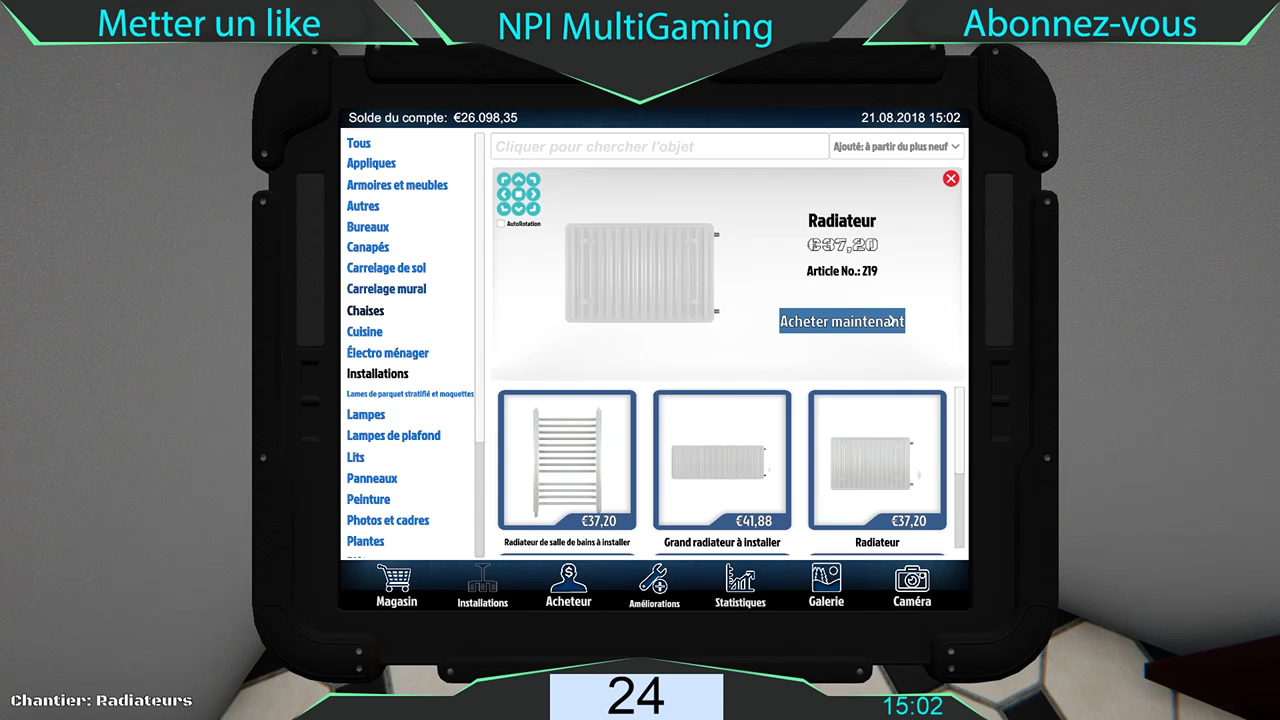 Metter un like
NPI MultiGaming
Abonnez-vous
Solde du compte: €26.098,35
21.08.2018 15:02
Tous
Appliques
Armoires et meubles
Autres
Bureaux
Canapés
Carrelage de sol
Carrelage mural
Chaises
Cuisine
Électro ménager
Installations
Lames de parquet stratifié et moquettes
Lampes
Lampes de plafond
Lits
Panneaux
Peinture
Photos et cadres
Plantes
Cliquer pour chercher l'objet
Ajouté: à partir du plus neuf
AutoRotation
Radiateur
€37,20
Article No.: Z19
Acheter maintenant
€37,20
Radiateur de salle de bains à installer
€41,88
Grand radiateur à installer
€37,20
Radiateur
Magasin
Installations
Acheteur
Améliorations
Statistiques
Galerie
Caméra
Chantier: Radiateurs
24
15:02